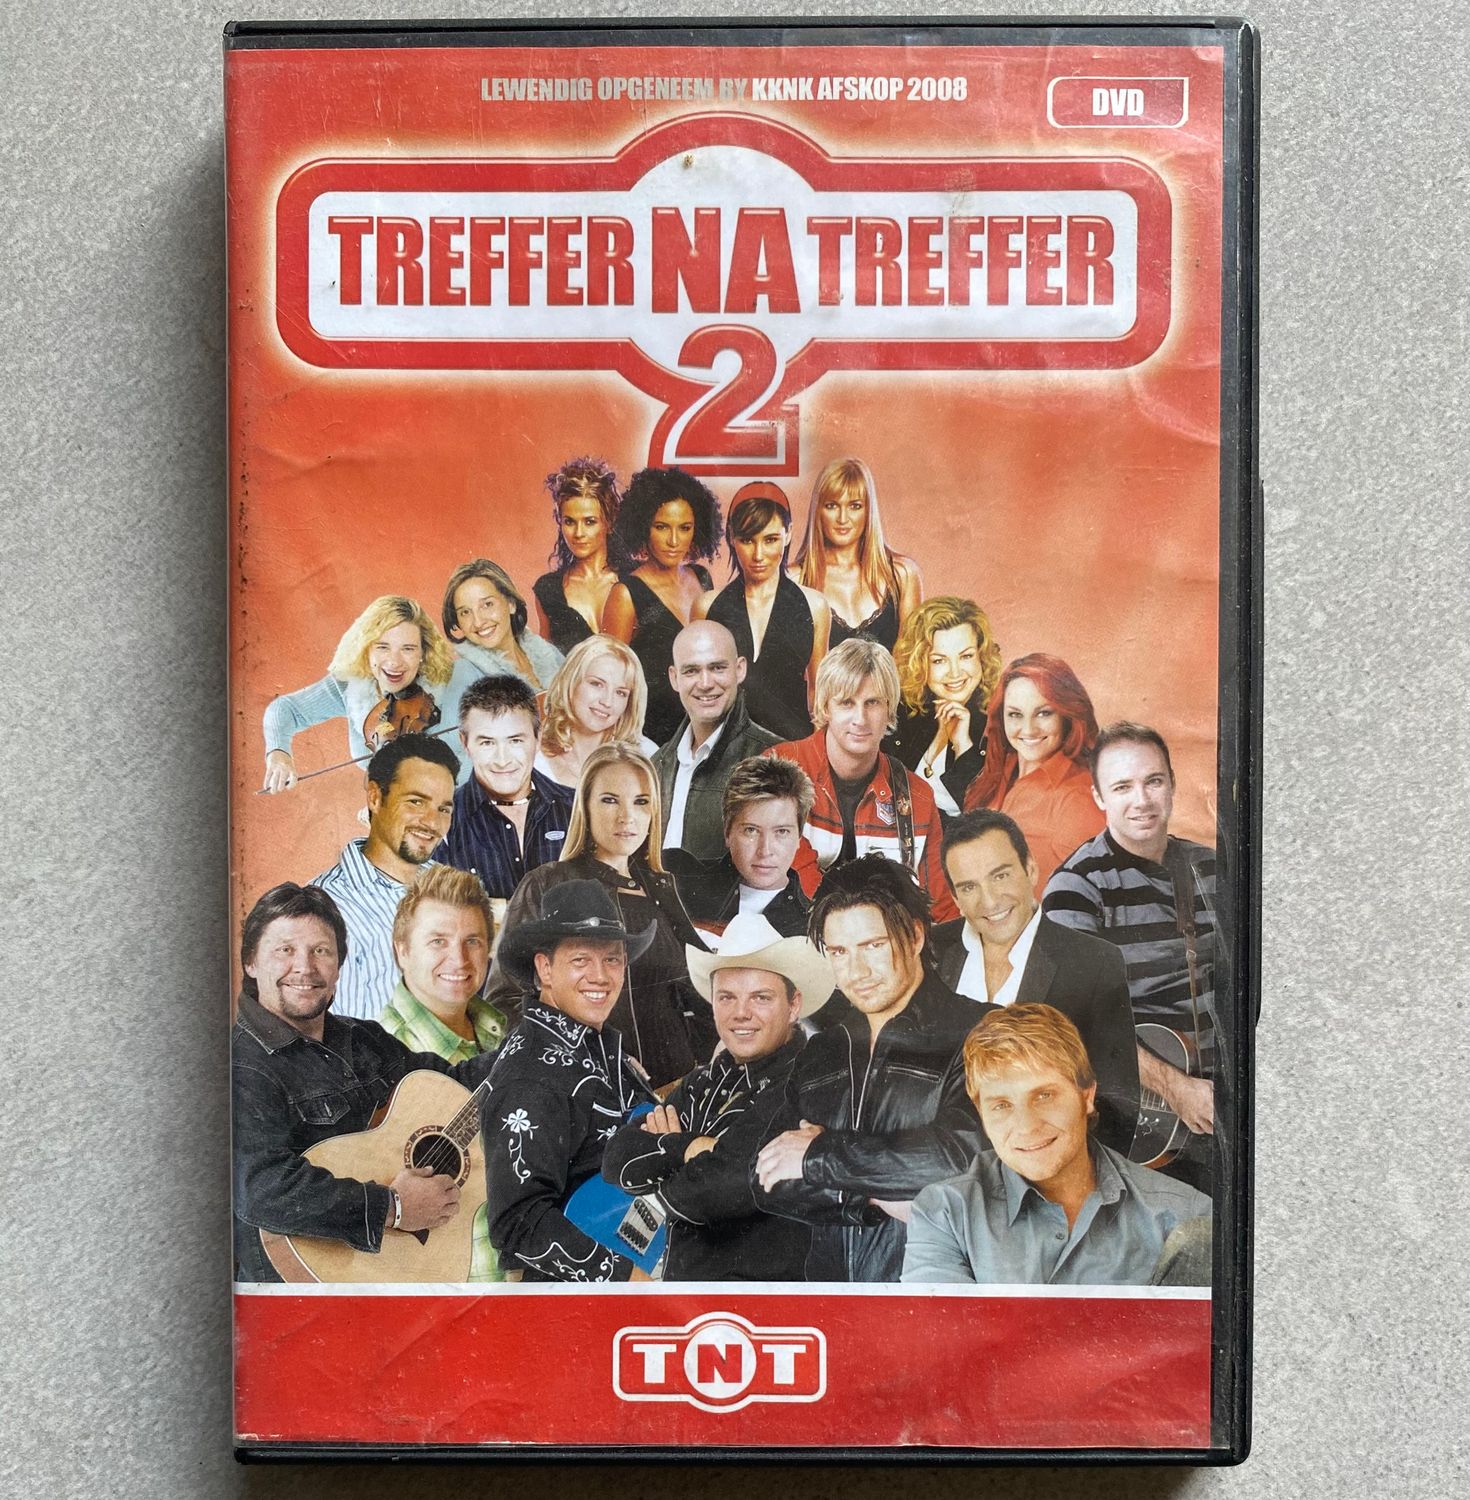 LEWENDIG OPGENEEM BY KKNK AFSKOP 2008
DVD
TREFFER NA TREFFER
2
TNT